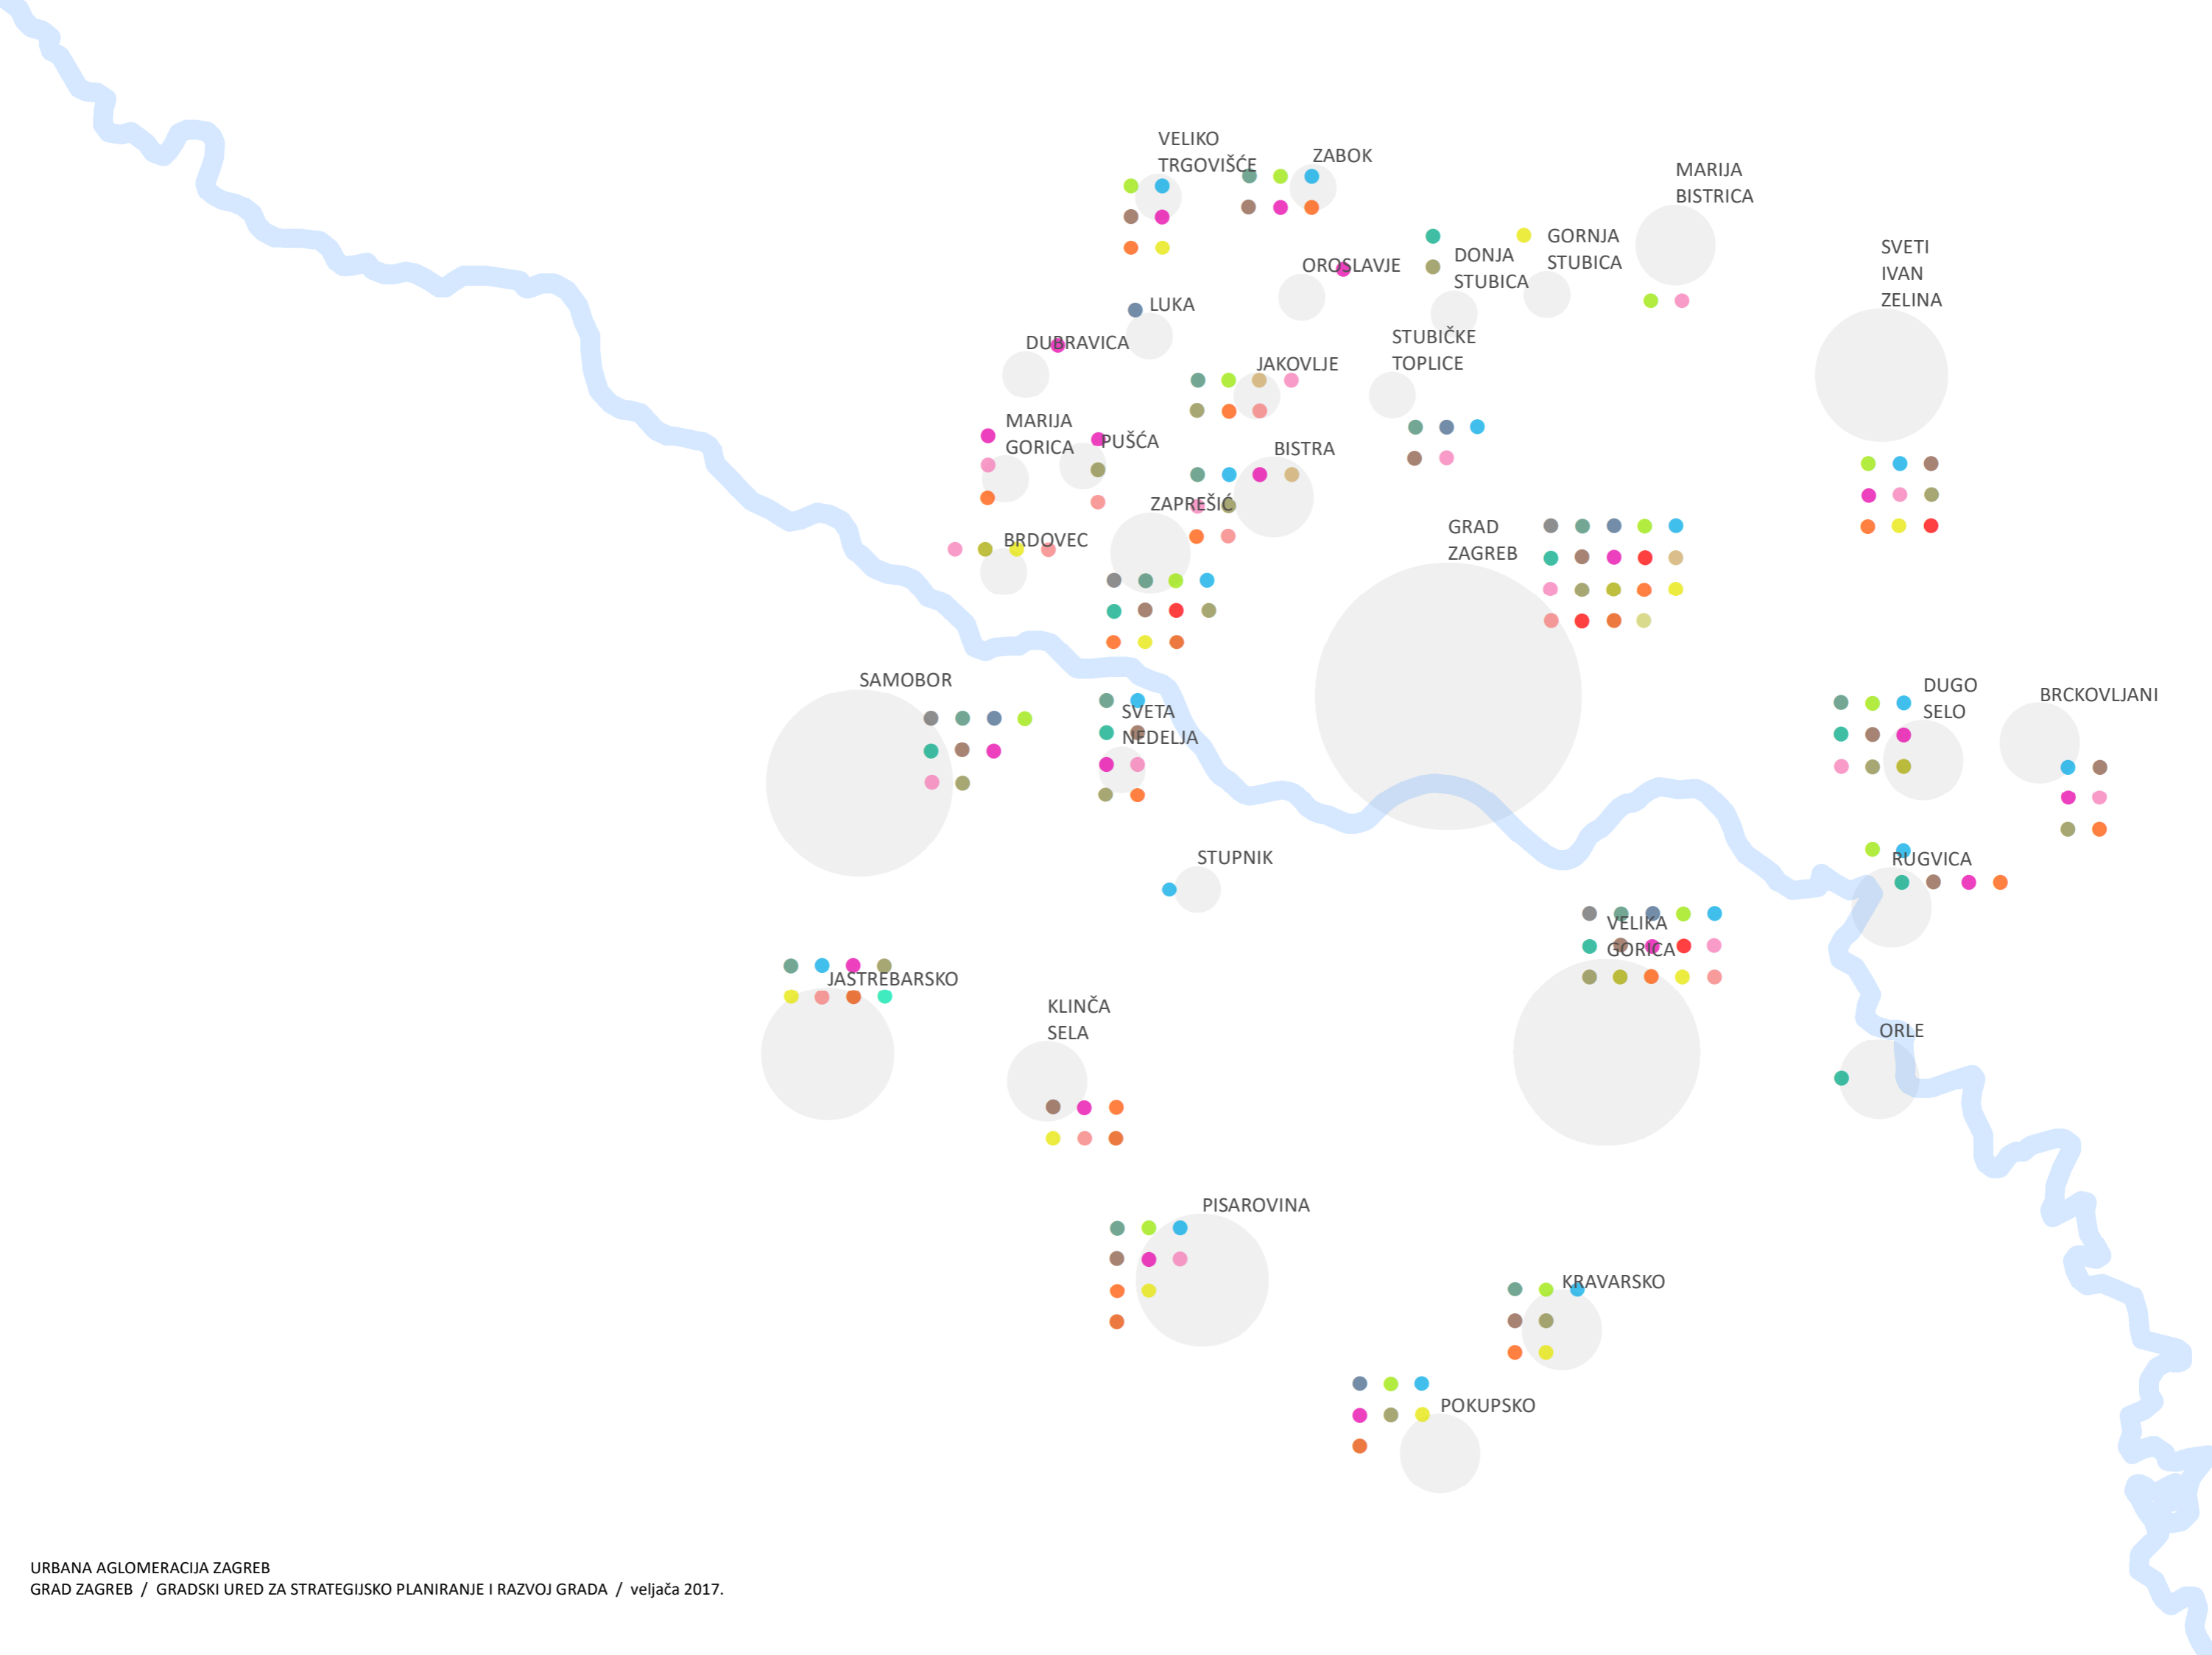 VELIKO
TRGOVIŠĆE
ZABOK
MARIJA
BISTRICA
GORNJA
STUBICA
DONJA
STUBICA
SVETI
IVAN
ZELINA
OROSLAVJE
LUKA
DUBRAVICA
STUBIČKE
TOPLICE
JAKOVLJE
MARIJA
GORICA
PUŠĆA
BISTRA
ZAPREŠIĆ
BRDOVEC
GRAD
ZAGREB
SAMOBOR
SVETA
NEDELJA
DUGO
SELO
BRCKOVLJANI
STUPNIK
RUGVICA
VELIKA
GORICA
JASTREBARSKO
KLINČA
SELA
ORLE
PISAROVINA
KRAVARSKO
POKUPSKO
URBANA AGLOMERACIJA ZAGREB
GRAD ZAGREB / GRADSKI URED ZA STRATEGIJSKO PLANIRANJE I RAZVOJ GRADA / veljača 2017.